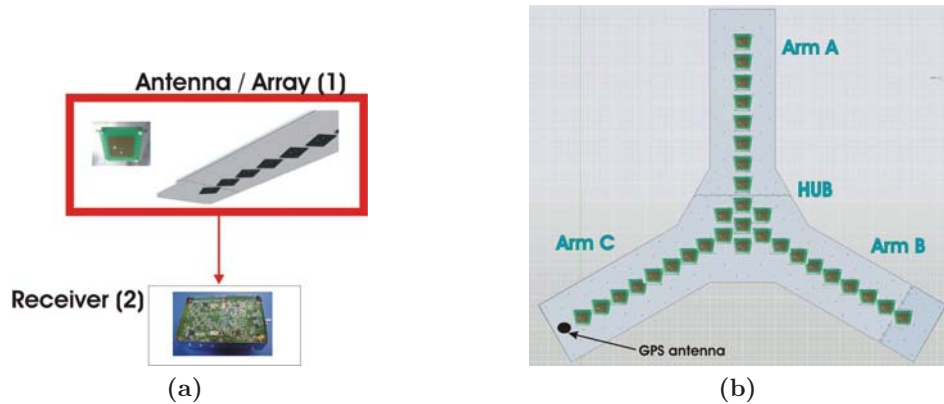 Antenna / Array (1)
Receiver (2)
(a)
Arm A
HUB
Arm C
Arm B
GPS antenna
(b)